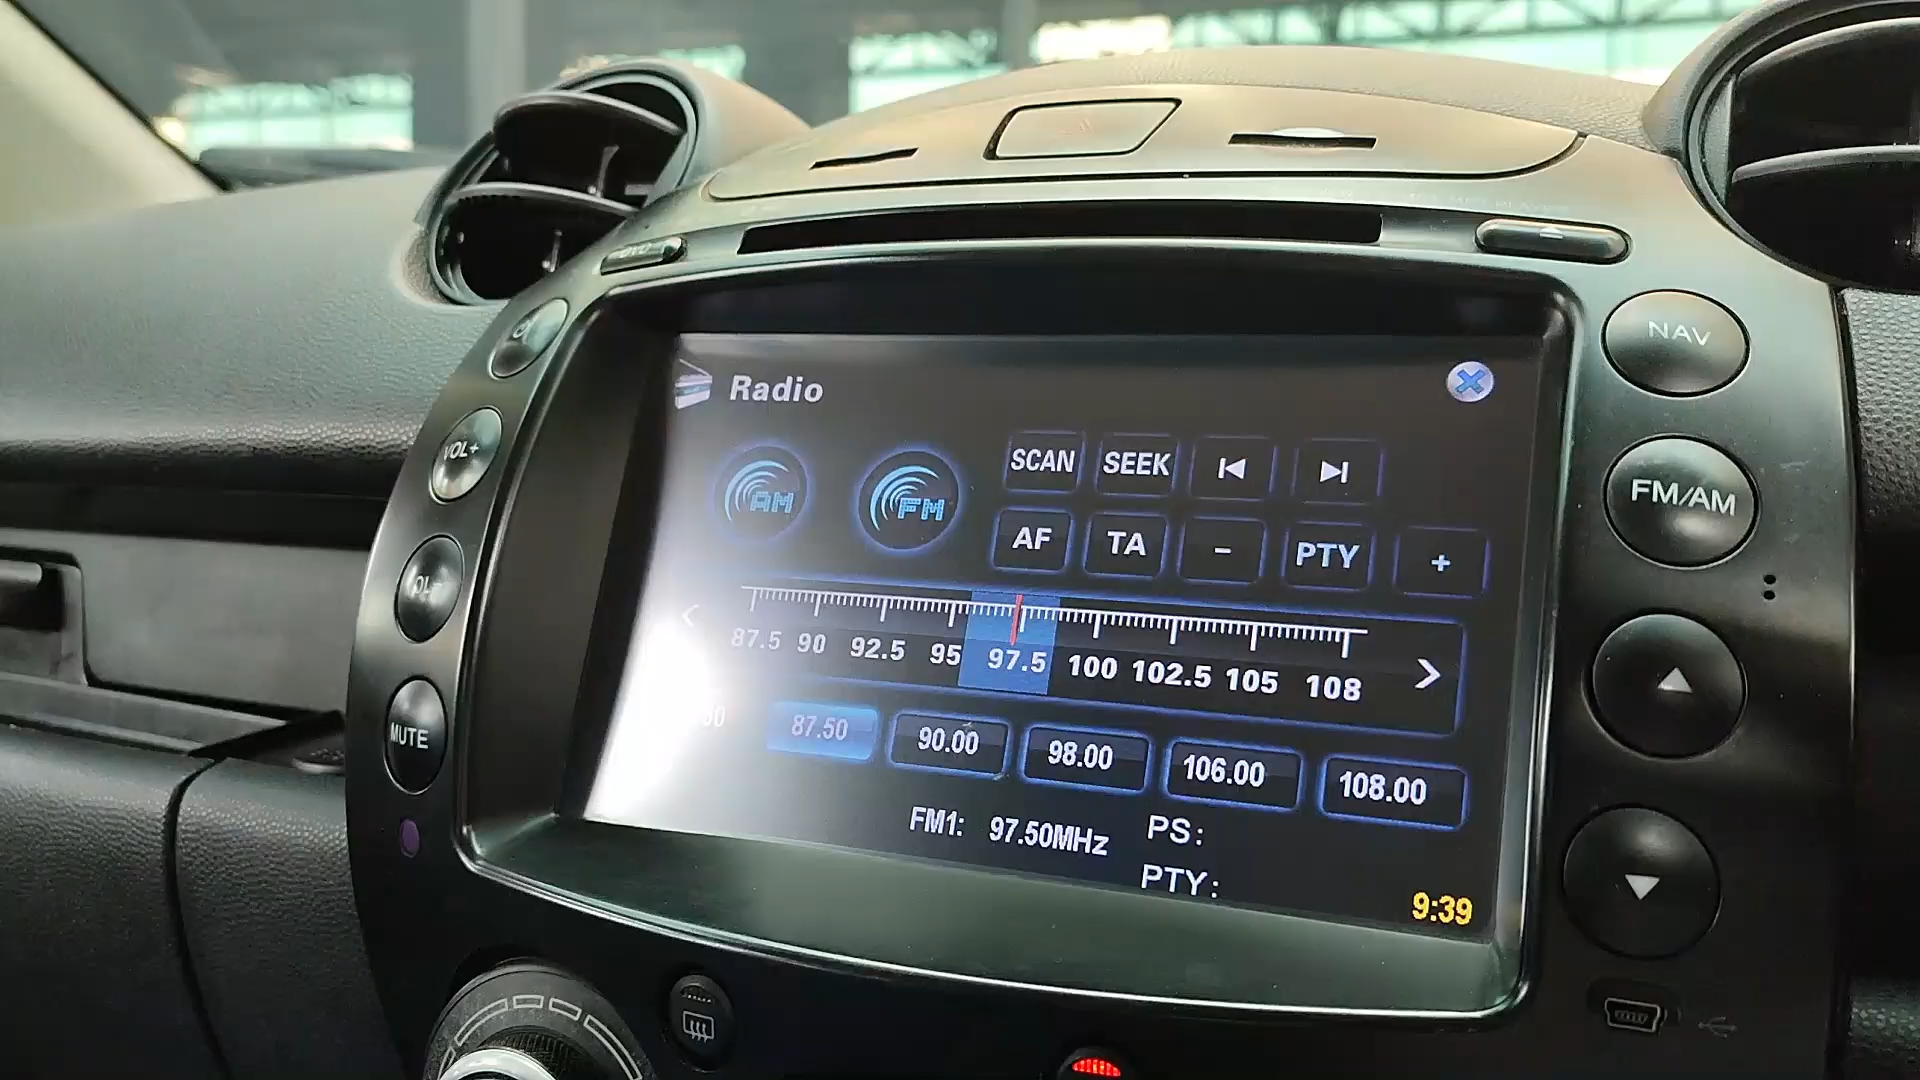 NAV
Radio
VOL+
AM
FM
SCAN SEEK
FM/AM
AF TA - PTY +
87.5 90 92.5 95 97.5 100 102.5 105 108
MUTE
87.50 90.00 98.00 106.00 108.00
FM1: 97.50MHz PS:
PTY:
9:39